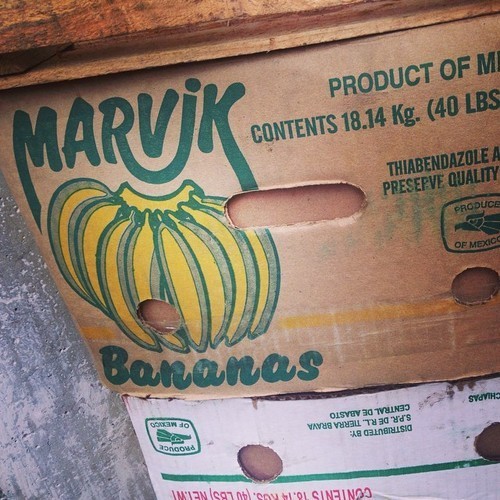 MARVIK
Bananas
PRODUCT OF
CONTENTS 18.14 Kg. (40 LBS
THIABENDAZOLE
PRESERVE QUALITY
PRODUCE
OF MEXICO
CHIAPAS
DISTRIBUTED BY:
S.P.R. DE R.L. TIERRA BRAVA
CENTRAL DE ABASTO
PRODUCE
OF MEXICO
CONTENTS 18.14 KGS. (40 LBS) NET WT